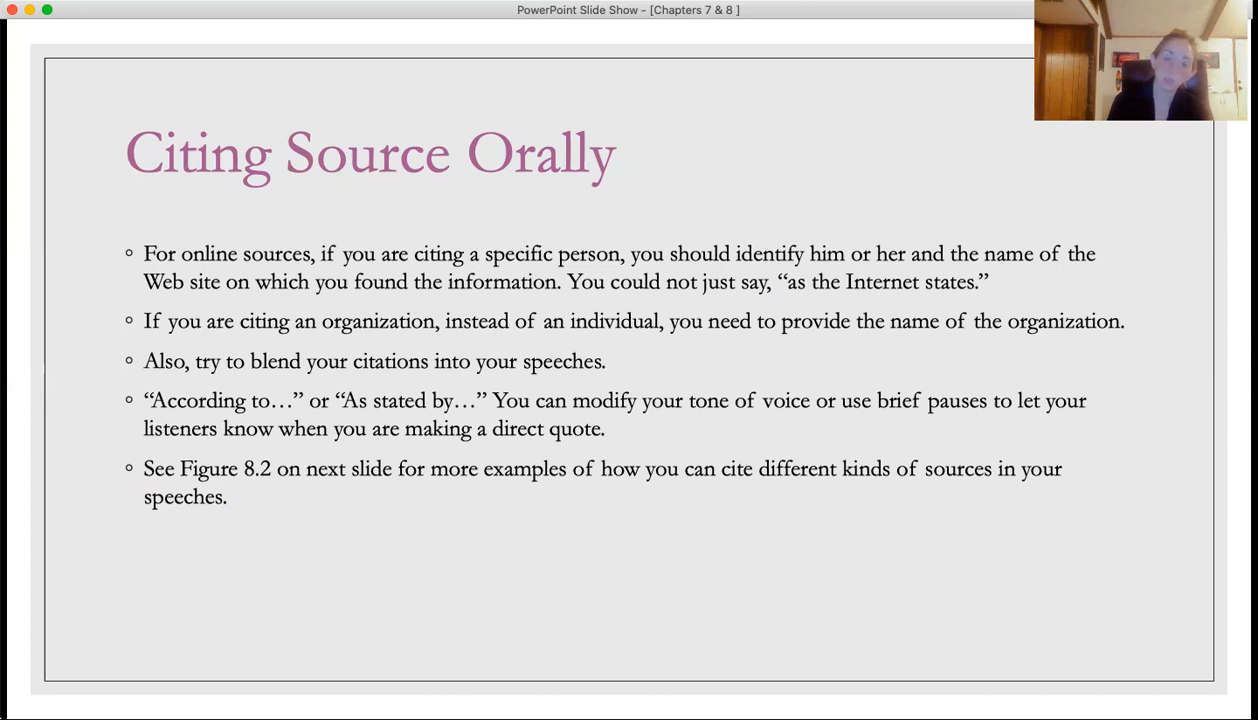 PowerPoint Slide Show - [Chapters 7 & 8 ]
Citing Source Orally
◦ For online sources, if you are citing a specific person, you should identify him or her and the name of the
Web site on which you found the information. You could not just say, “as the Internet states.”
◦ If you are citing an organization, instead of an individual, you need to provide the name of the organization.
◦ Also, try to blend your citations into your speeches.
◦ “According to…” or “As stated by…” You can modify your tone of voice or use brief pauses to let your
listeners know when you are making a direct quote.
◦ See Figure 8.2 on next slide for more examples of how you can cite different kinds of sources in your
speeches.